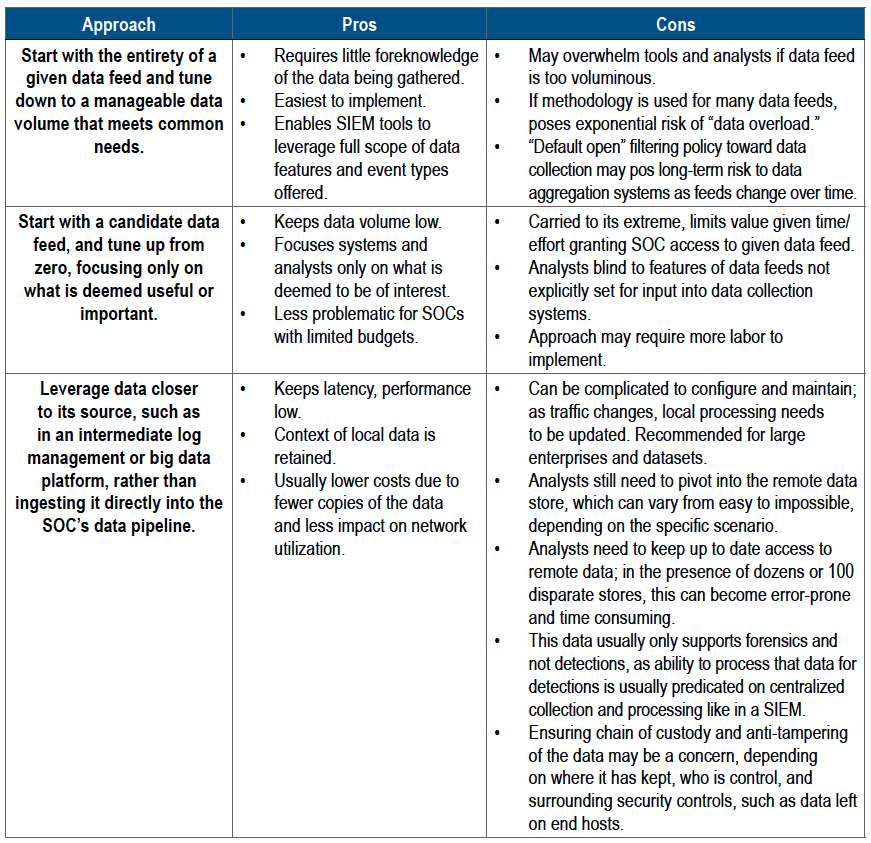 Approach
Pros
Cons
Start with the entirety of a
given data feed and tune
down to a manageable data
volume that meets common
needs.
• Requires little foreknowledge
of the data being gathered.
• Easiest to implement.
• Enables SIEM tools to
leverage full scope of data
features and event types
offered.
• May overwhelm tools and analysts if data feed
is too voluminous.
• If methodology is used for many data feeds,
poses exponential risk of “data overload.”
• “Default open” filtering policy toward data
collection may pos long-term risk to data
aggregation systems as feeds change over time.
Start with a candidate data
feed, and tune up from
zero, focusing only on
what is deemed useful or
important.
• Keeps data volume low.
• Focuses systems and
analysts only on what is
deemed to be of interest.
• Less problematic for SOCs
with limited budgets.
• Carried to its extreme, limits value given time/
effort granting SOC access to given data feed.
• Analysts blind to features of data feeds not
explicitly set for input into data collection
systems.
• Approach may require more labor to
implement.
Leverage data closer
to its source, such as
in an intermediate log
management or big data
platform, rather than
ingesting it directly into the
SOC’s data pipeline.
• Keeps latency, performance
low.
• Context of local data is
retained.
• Usually lower costs due to
fewer copies of the data
and less impact on network
utilization.
• Can be complicated to configure and maintain;
as traffic changes, local processing needs
to be updated. Recommended for large
enterprises and datasets.
• Analysts still need to pivot into the remote data
store, which can vary from easy to impossible,
depending on the specific scenario.
• Analysts need to keep up to date access to
remote data; in the presence of dozens or 100
disparate stores, this can become error-prone
and time consuming.
• This data usually only supports forensics and
not detections, as ability to process that data for
detections is usually predicated on centralized
collection and processing like in a SIEM.
• Ensuring chain of custody and anti-tampering
of the data may be a concern, depending
on where it has kept, who is control, and
surrounding security controls, such as data left
on end hosts.